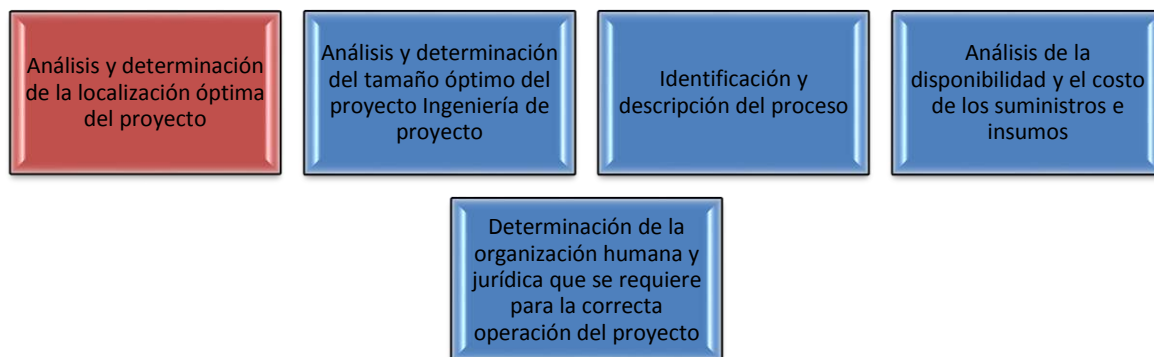 Análisis y determinación
de la localización óptima
del proyecto
Análisis y determinación
del tamaño óptimo del
proyecto Ingeniería de
proyecto
Identificación y
descripción del proceso
Análisis de la
disponibilidad y el costo
de los suministros e
insumos
Determinación de la
organización humana y
jurídica que se requiere
para la correcta
operación del proyecto